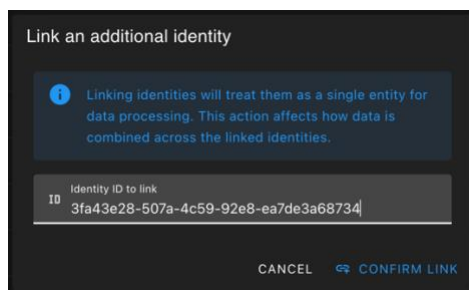 Link an additional identity
Linking identities will treat them as a single entity for
data processing. This action affects how data is
combined across the linked identities.
Identity ID to link
ID 3fa43e28-507a-4c59-92e8-ea7de3a68734
CANCEL CONFIRM LINK